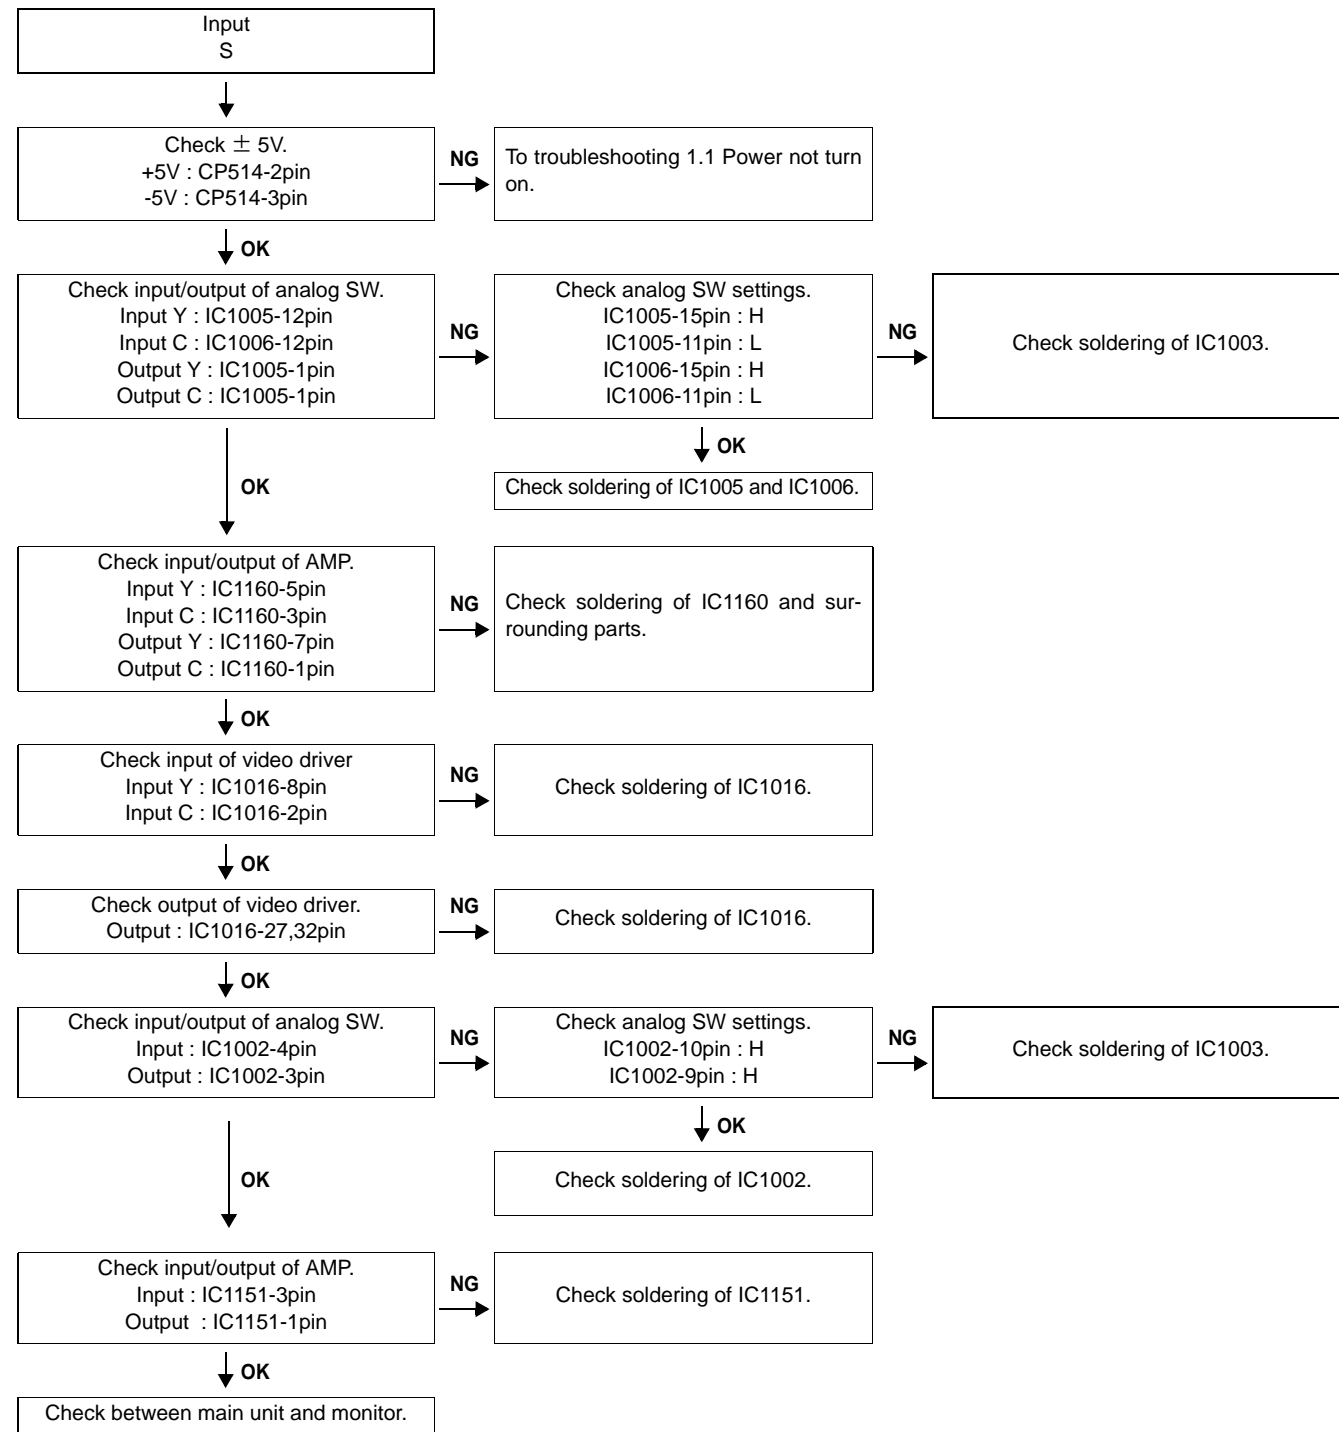 Input
S
Check ± 5V.
+5V : CP514-2pin
-5V : CP514-3pin
NG
To troubleshooting 1.1 Power not turn
on.
OK
Check input/output of analog SW.
Input Y : IC1005-12pin
Input C : IC1006-12pin
Output Y : IC1005-1pin
Output C : IC1005-1pin
NG
Check analog SW settings.
IC1005-15pin : H
IC1005-11pin : L
IC1006-15pin : H
IC1006-11pin : L
NG
Check soldering of IC1003.
OK
Check soldering of IC1005 and IC1006.
OK
Check input/output of AMP.
Input Y : IC1160-5pin
Input C : IC1160-3pin
Output Y : IC1160-7pin
Output C : IC1160-1pin
NG
Check soldering of IC1160 and sur-
rounding parts.
OK
Check input of video driver
Input Y : IC1016-8pin
Input C : IC1016-2pin
NG
Check soldering of IC1016.
OK
Check output of video driver.
Output : IC1016-27,32pin
NG
Check soldering of IC1016.
OK
Check input/output of analog SW.
Input : IC1002-4pin
Output : IC1002-3pin
NG
Check analog SW settings.
IC1002-10pin : H
IC1002-9pin : H
NG
Check soldering of IC1003.
OK
Check soldering of IC1002.
OK
Check input/output of AMP.
Input : IC1151-3pin
Output : IC1151-1pin
NG
Check soldering of IC1151.
OK
Check between main unit and monitor.